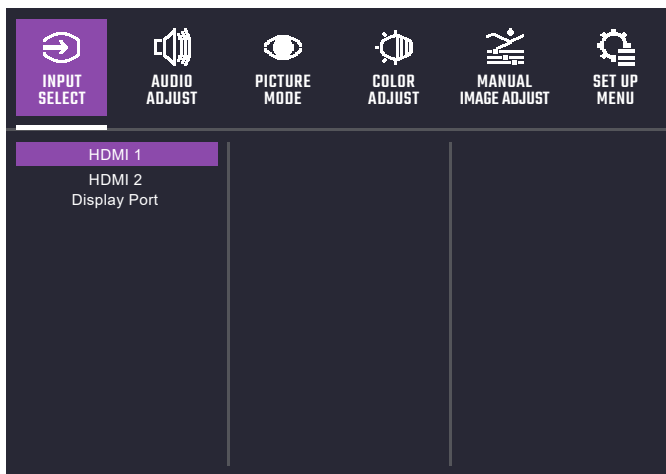 INPUT
SELECT
AUDIO
ADJUST
PICTURE
MODE
COLOR
ADJUST
MANUAL
IMAGE ADJUST
SET UP
MENU
HDMI 1
HDMI 2
Display Port